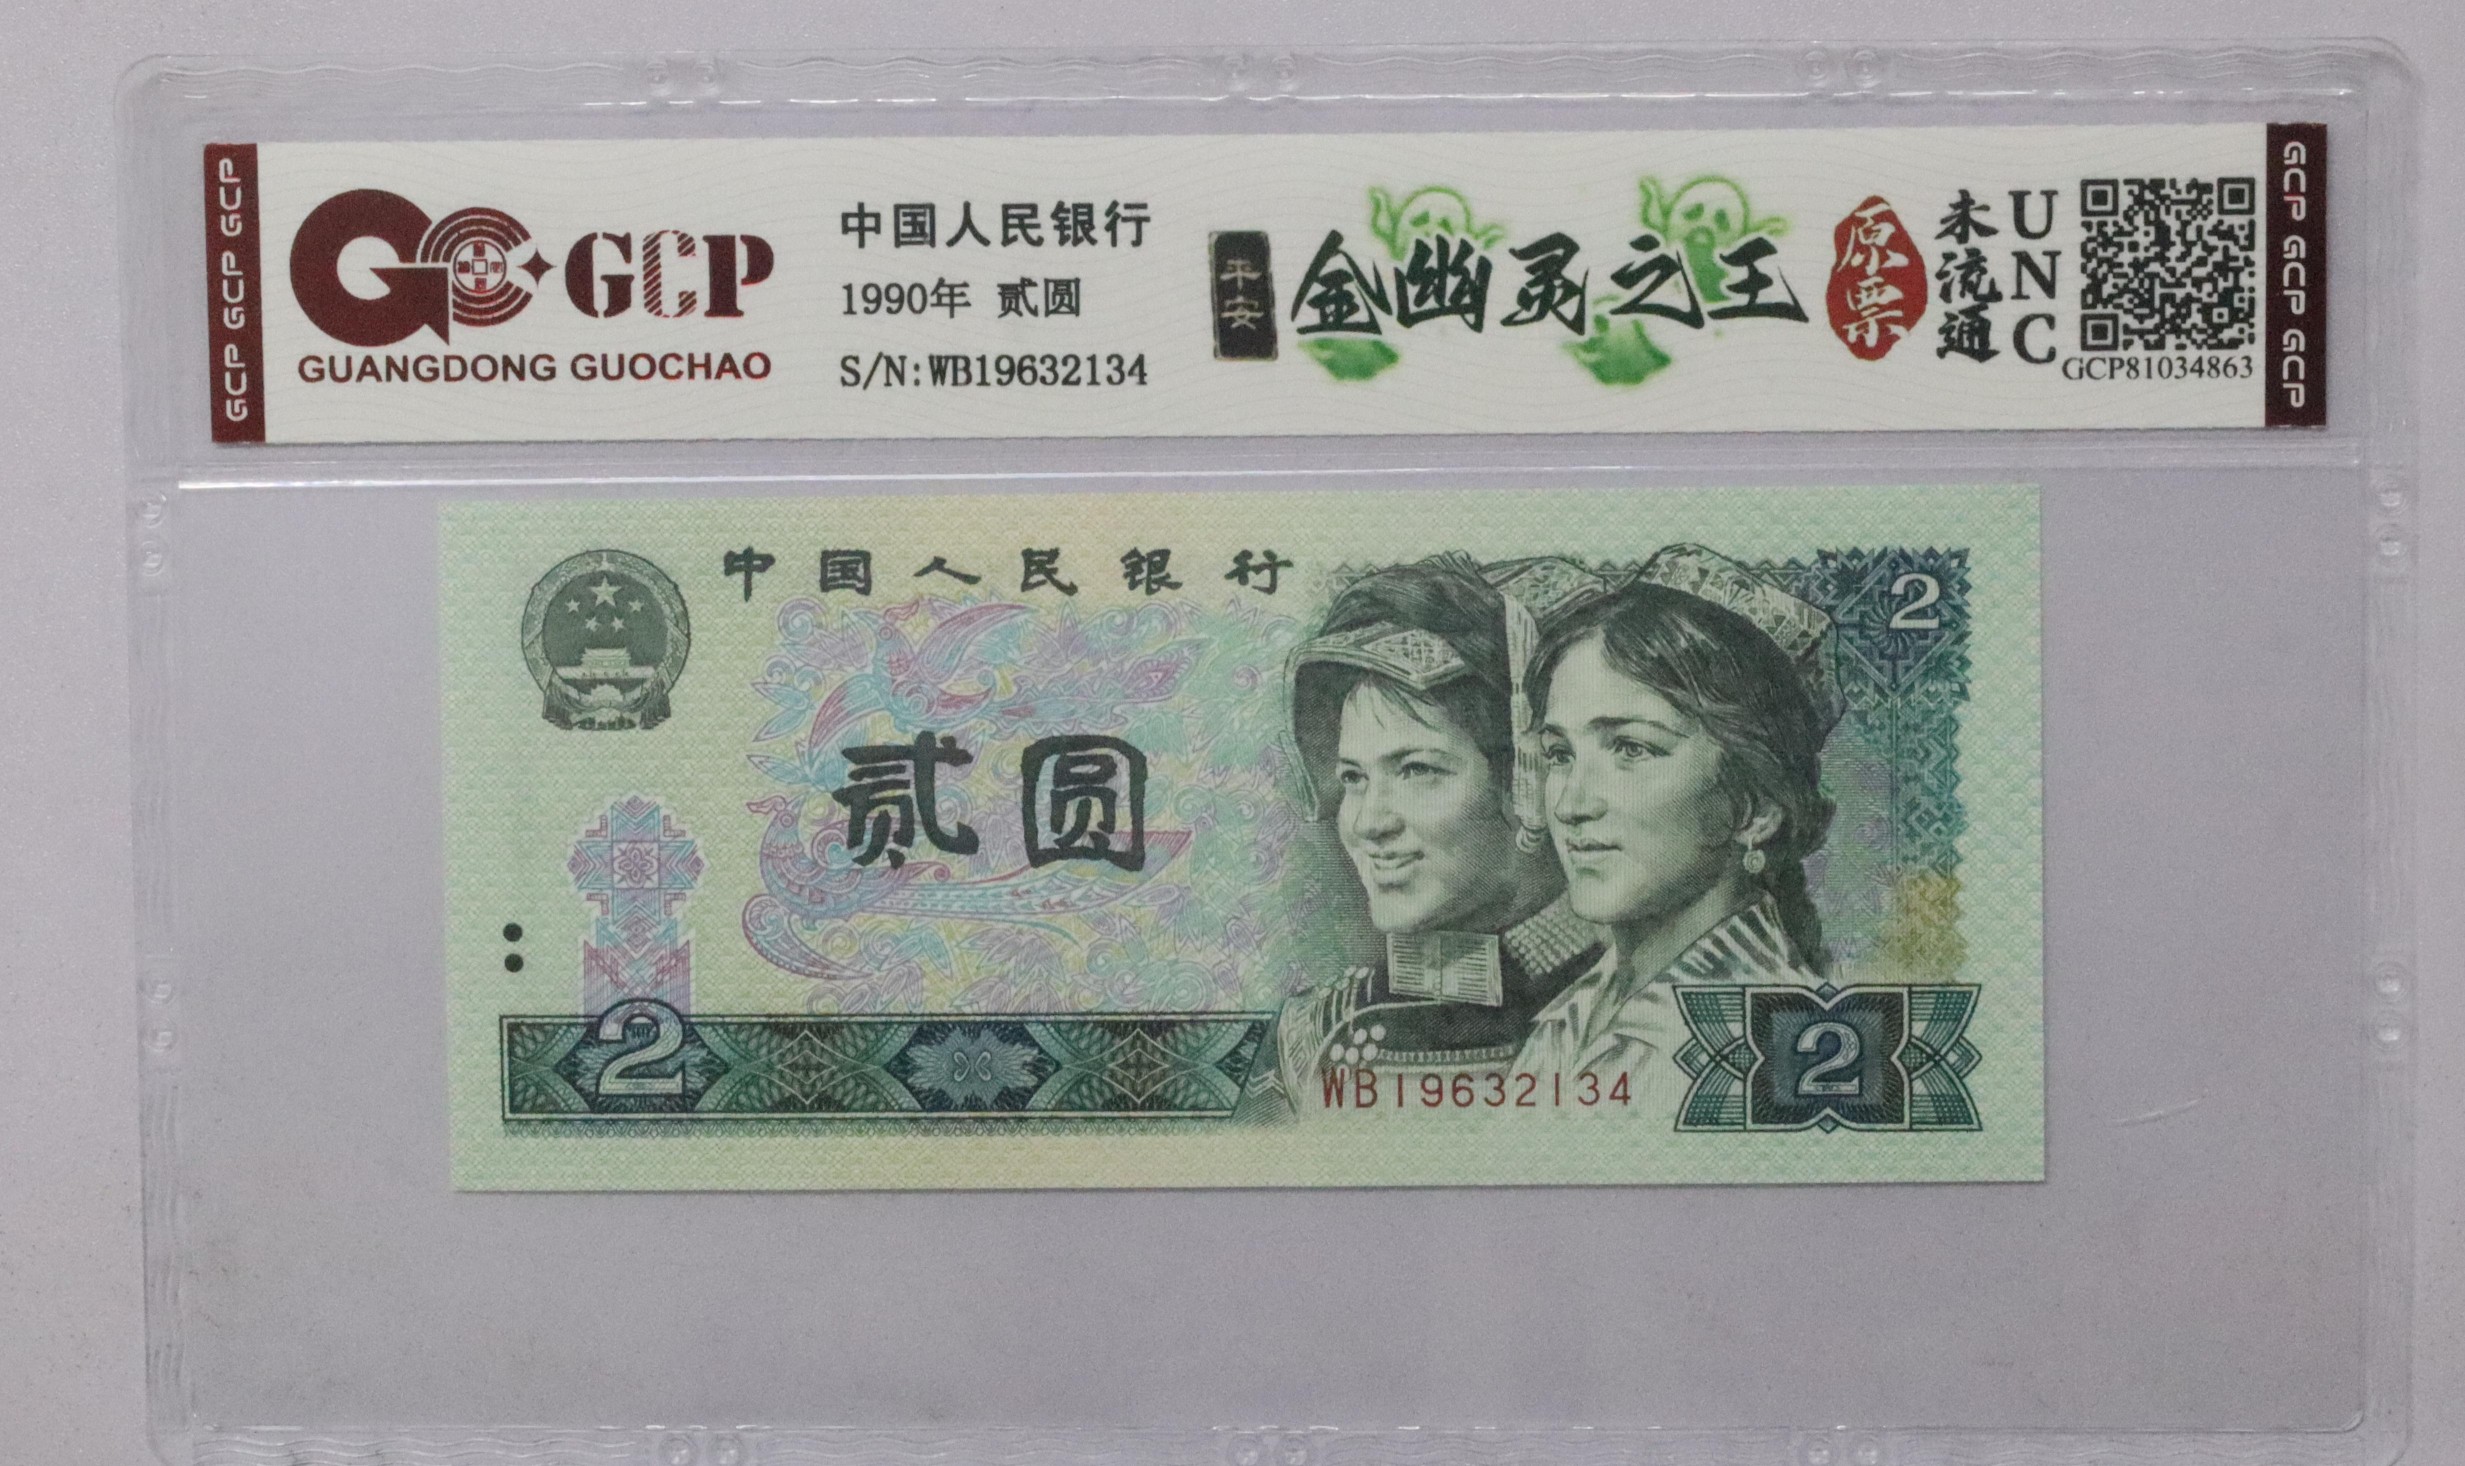 GCP GCP GCP
GCP
GUANGDONG GUOCHAO
中国人民银行
1990年 贰圆
S/N:WB19632134
平安
金幽灵之王
原票
未流通
UNC
GCP81034863
GCP GCP GCP
中国人民银行
2
贰圆
2
WB19632134
2